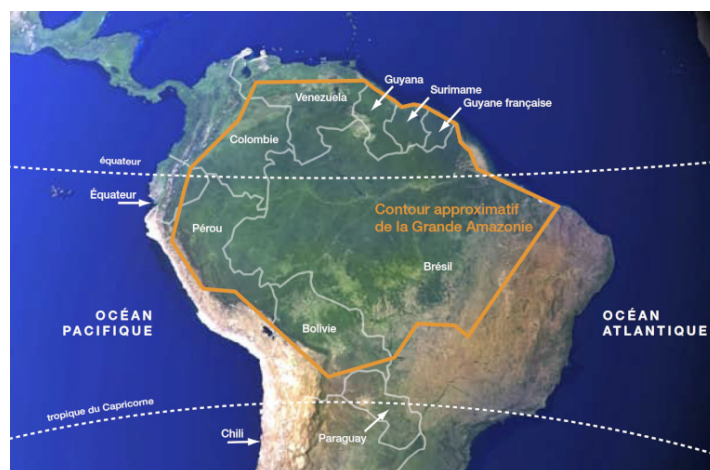 Guyana
Surimame
Guyane française
Venezuela
Colombie
équateur
Équateur
Contour approximatif
de la Grande Amazonie
Pérou
Brésil
OCÉAN
PACIFIQUE
OCÉAN
ATLANTIQUE
Bolivie
tropique du Capricorne
Chili
Paraguay